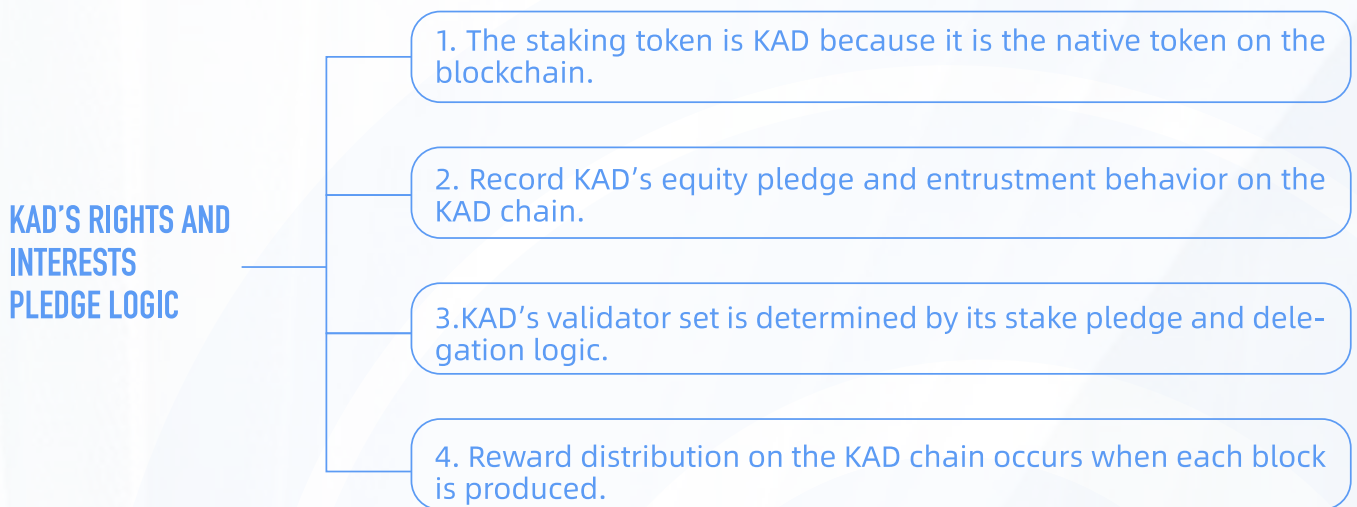 KAD’S RIGHTS AND
INTERESTS
PLEDGE LOGIC
1. The staking token is KAD because it is the native token on the
blockchain.
2. Record KAD’s equity pledge and entrustment behavior on the
KAD chain.
3.KAD’s validator set is determined by its stake pledge and dele-
gation logic.
4. Reward distribution on the KAD chain occurs when each block
is produced.